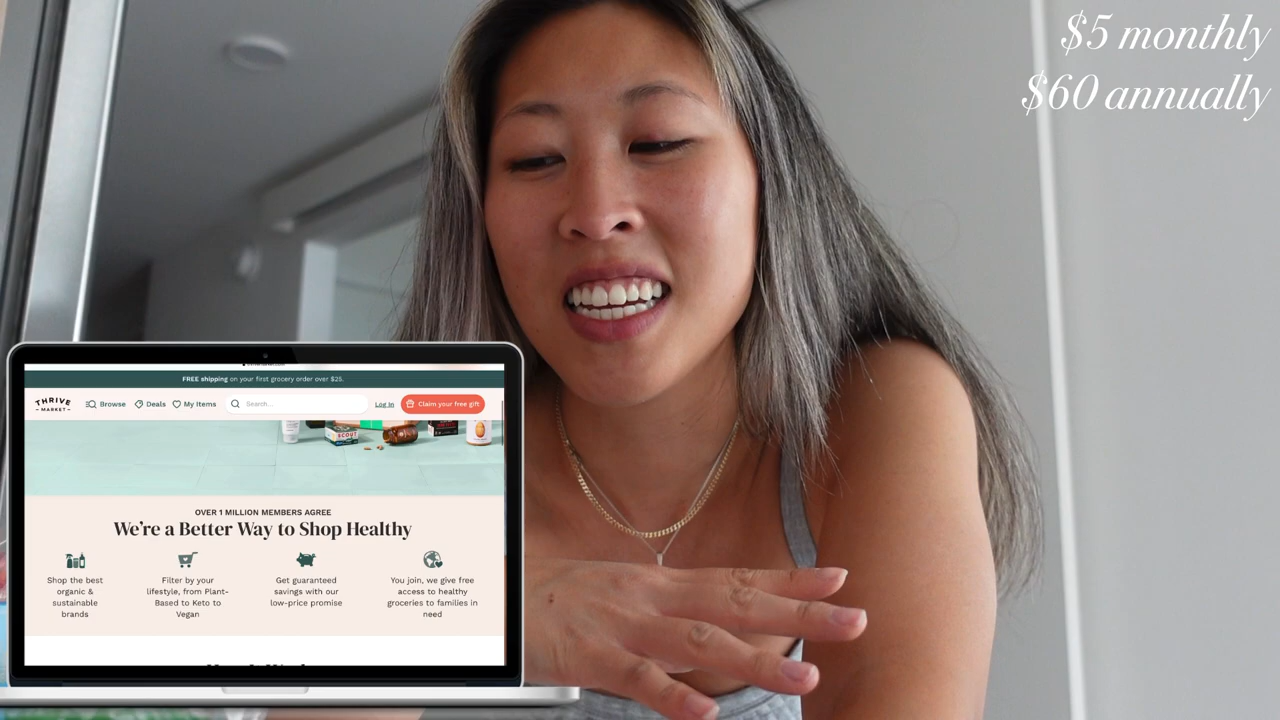 $5 monthly
$60 annually
FREE shipping on your first grocery order over $25.
THRIVE
MARKET
Browse
Deals
My Items
Search...
Log In
Claim your free gift
SCOUT
OVER 1 MILLION MEMBERS AGREE
We're a Better Way to Shop Healthy
Shop the best
organic &
sustainable
brands
Filter by your
lifestyle, from Plant-
Based to Keto to
Vegan
Get guaranteed
savings with our
low-price promise
You join, we give free
access to healthy
groceries to families in
need